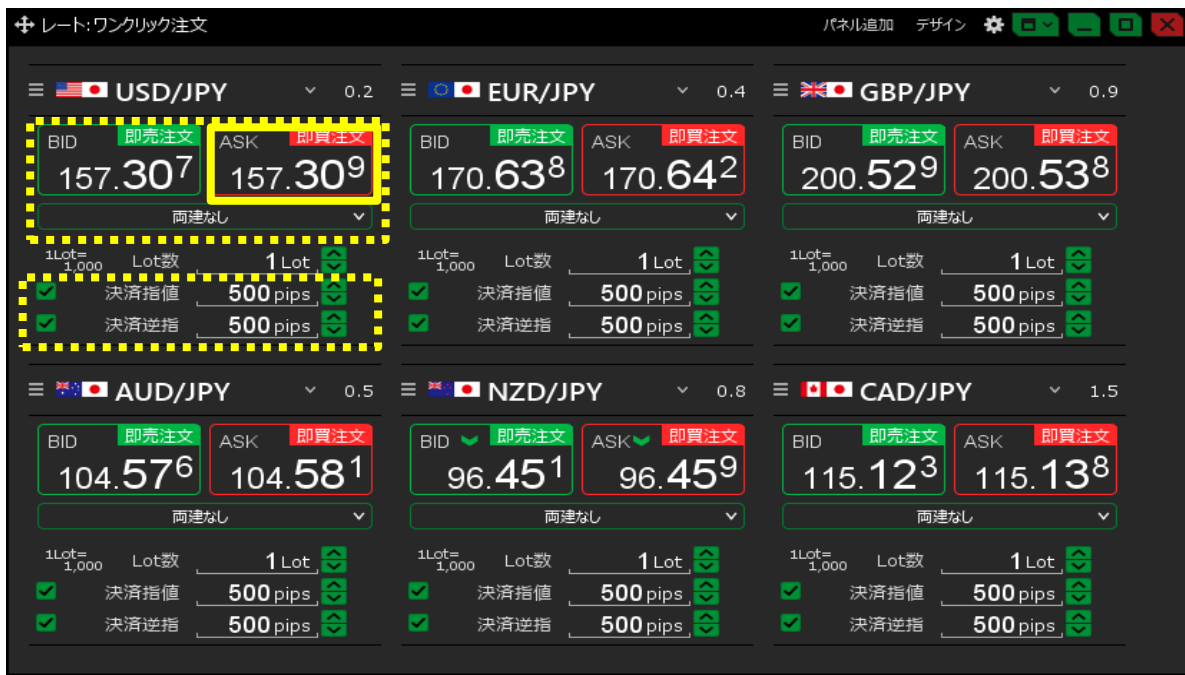 レート:ワンクリック注文 パネル追加 デザイン
USD/JPY 0.2 EUR/JPY 0.4 GBP/JPY 0.9
BID 即売注文 ASK 即買注文 BID 即売注文 ASK 即買注文 BID 即売注文 ASK 即買注文
157.307 157.309 170.638 170.642 200.529 200.538
両建なし 両建なし 両建なし
1Lot= 1,000 Lot数 1 Lot 1Lot= 1,000 Lot数 1 Lot 1Lot= 1,000 Lot数 1 Lot
決済指値 500 pips 決済指値 500 pips 決済指値 500 pips
決済逆指 500 pips 決済逆指 500 pips 決済逆指 500 pips
AUD/JPY 0.5 NZD/JPY 0.8 CAD/JPY 1.5
BID 即売注文 ASK 即買注文 BID 即売注文 ASK 即買注文 BID 即売注文 ASK 即買注文
104.576 104.581 96.451 96.459 115.123 115.138
両建なし 両建なし 両建なし
1Lot= 1,000 Lot数 1 Lot 1Lot= 1,000 Lot数 1 Lot 1Lot= 1,000 Lot数 1 Lot
決済指値 500 pips 決済指値 500 pips 決済指値 500 pips
決済逆指 500 pips 決済逆指 500 pips 決済逆指 500 pips